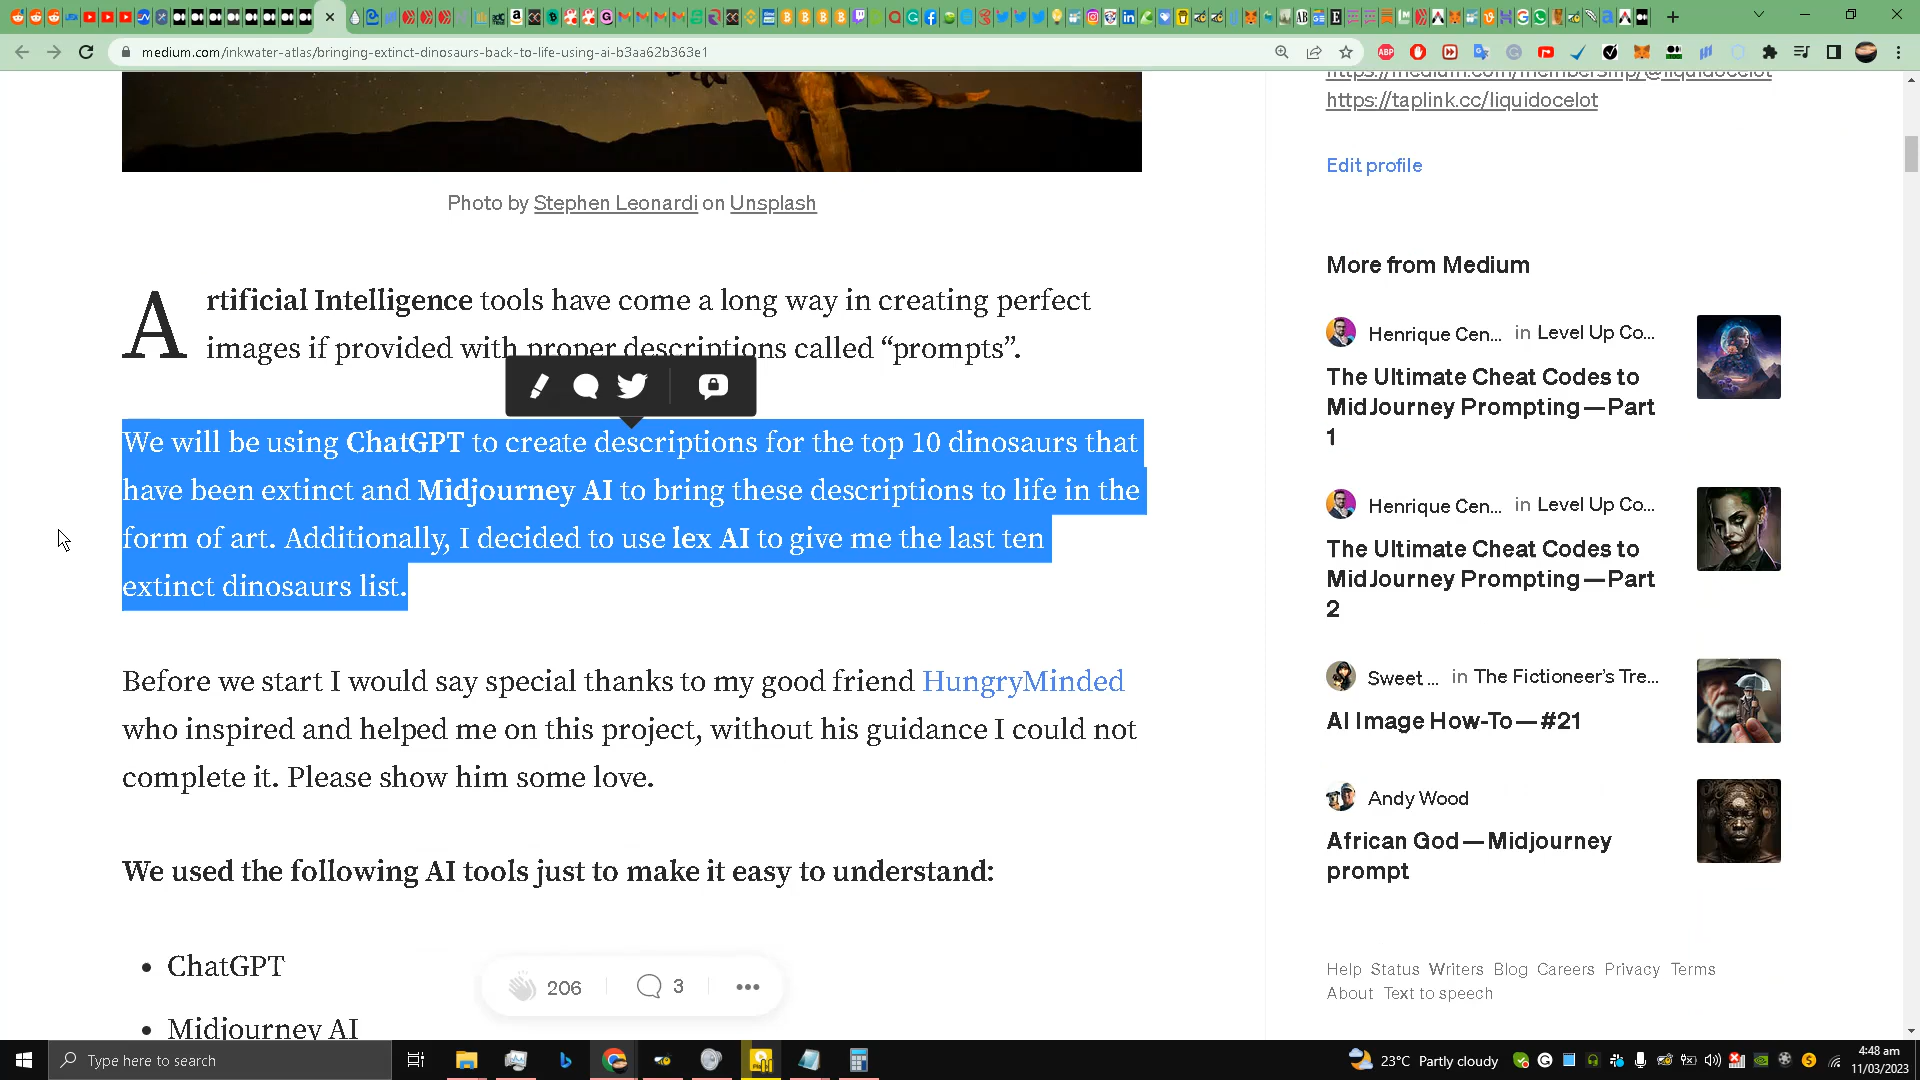 medium.com/inkwater-atlas/bringing-extinct-dinosaurs-back-to-life-using-ai-b3aa62b363e1
https://taplink.cc/liquidocelot
Edit profile
Photo by Stephen Leonardi on Unsplash
Artificial Intelligence tools have come a long way in creating perfect
images if provided with proper descriptions called “prompts”.
We will be using ChatGPT to create descriptions for the top 10 dinosaurs that
have been extinct and Midjourney AI to bring these descriptions to life in the
form of art. Additionally, I decided to use lex AI to give me the last ten
extinct dinosaurs list.
Before we start I would say special thanks to my good friend HungryMinded
who inspired and helped me on this project, without his guidance I could not
complete it. Please show him some love.
We used the following AI tools just to make it easy to understand:
• ChatGPT
• Midjourney AI
206
3
More from Medium
Henrique Cen... in Level Up Co...
The Ultimate Cheat Codes to
MidJourney Prompting — Part
1
Henrique Cen... in Level Up Co...
The Ultimate Cheat Codes to
MidJourney Prompting — Part
2
Sweet ... in The Fictioneer’s Tre...
AI Image How-To — #21
Andy Wood
African God — Midjourney
prompt
Help Status Writers Blog Careers Privacy Terms
About Text to speech
Type here to search
23°C Partly cloudy
4:48 am
11/03/2023